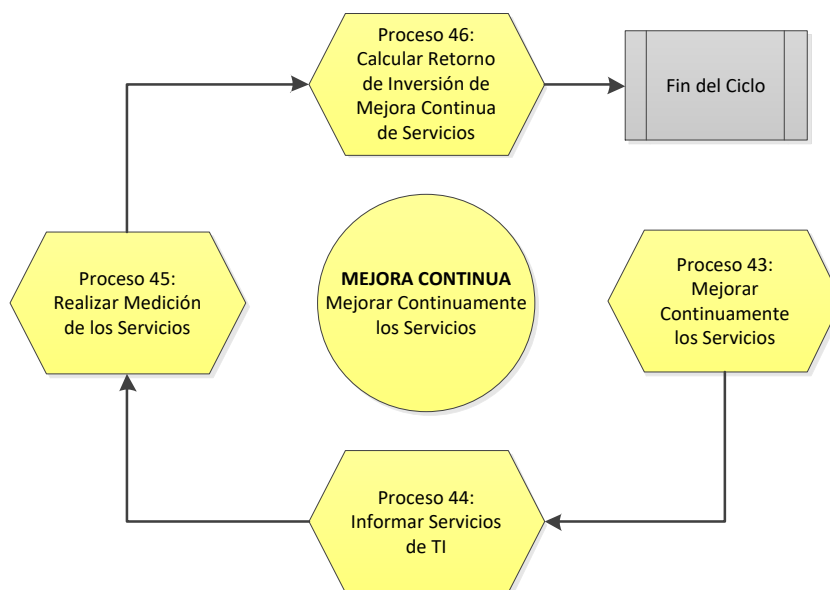 Proceso 46:
Calcular Retorno
de Inversión de
Mejora Continua
de Servicios
Fin del Ciclo
Proceso 45:
Realizar Medición
de los Servicios
MEJORA CONTINUA
Mejorar Continuamente
los Servicios
Proceso 43:
Mejorar
Continuamente
los Servicios
Proceso 44:
Informar Servicios
de TI